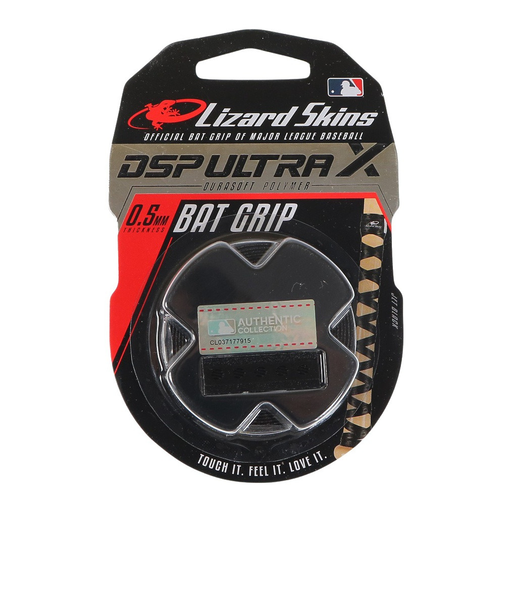 Lizard Skins
OFFICIAL BAT GRIP OF MAJOR LEAGUE BASEBALL
DSP ULTRA X
DURASOFT POLYMER
0.5MM
THICKNESS
BAT GRIP
AUTHENTIC
COLLECTION
CL037177915
TOUCH IT. FEEL IT. LOVE IT.